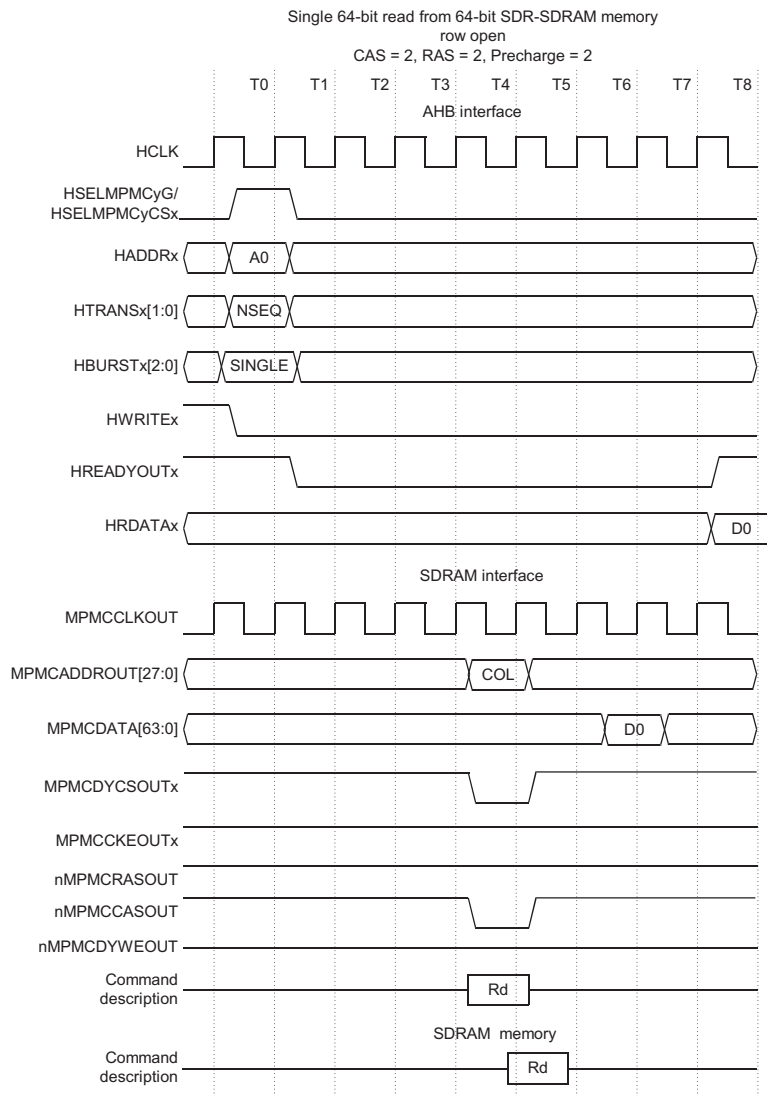 Single 64-bit read from 64-bit SDR-SDRAM memory
row open
CAS = 2, RAS = 2, Precharge = 2
T0 T1 T2 T3 T4 T5 T6 T7 T8
AHB interface
HCLK
HSELMPMCyG/
HSELMPMCyCSx
HADDRx A0
HTRANSx[1:0] NSEQ
HBURSTx[2:0] SINGLE
HWRITEx
HREADYOUTx
HRDATAx D0
SDRAM interface
MPMCCLKOUT
MPMCADDROUT[27:0] COL
MPMCDATA[63:0] D0
MPMCDYCSOUTx
MPMCCKEOUTx
nMPMCRASOUT
nMPMCCASOUT
nMPMCDYWEOUT
Command
description Rd
SDRAM memory
Command
description Rd